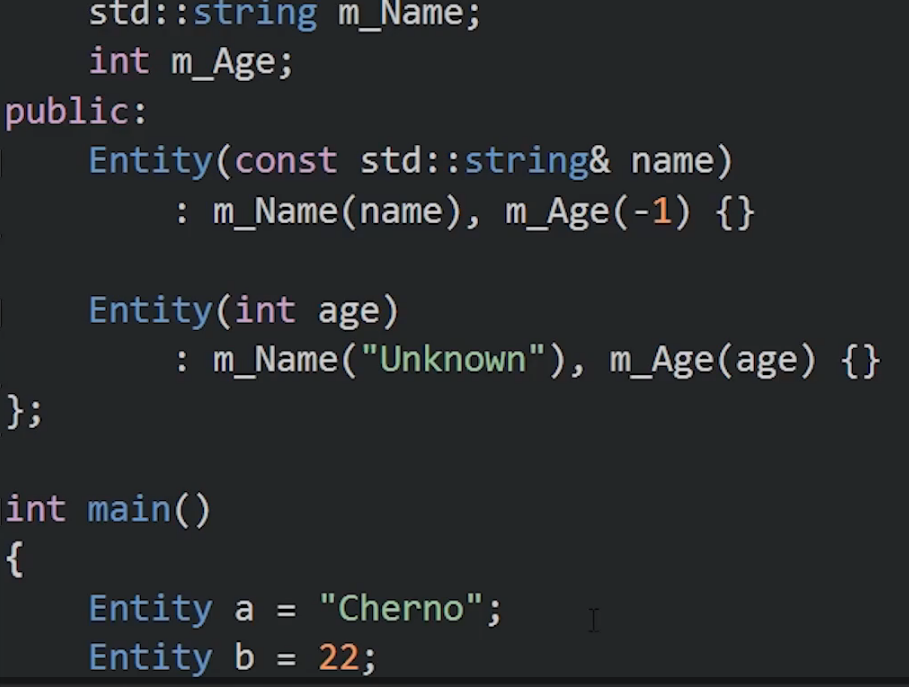 std::string m_Name;
int m_Age;
public:
Entity(const std::string& name)
: m_Name(name), m_Age(-1) {}
Entity(int age)
: m_Name("Unknown"), m_Age(age) {}
};
int main()
{
Entity a = "Cherno";
Entity b = 22;